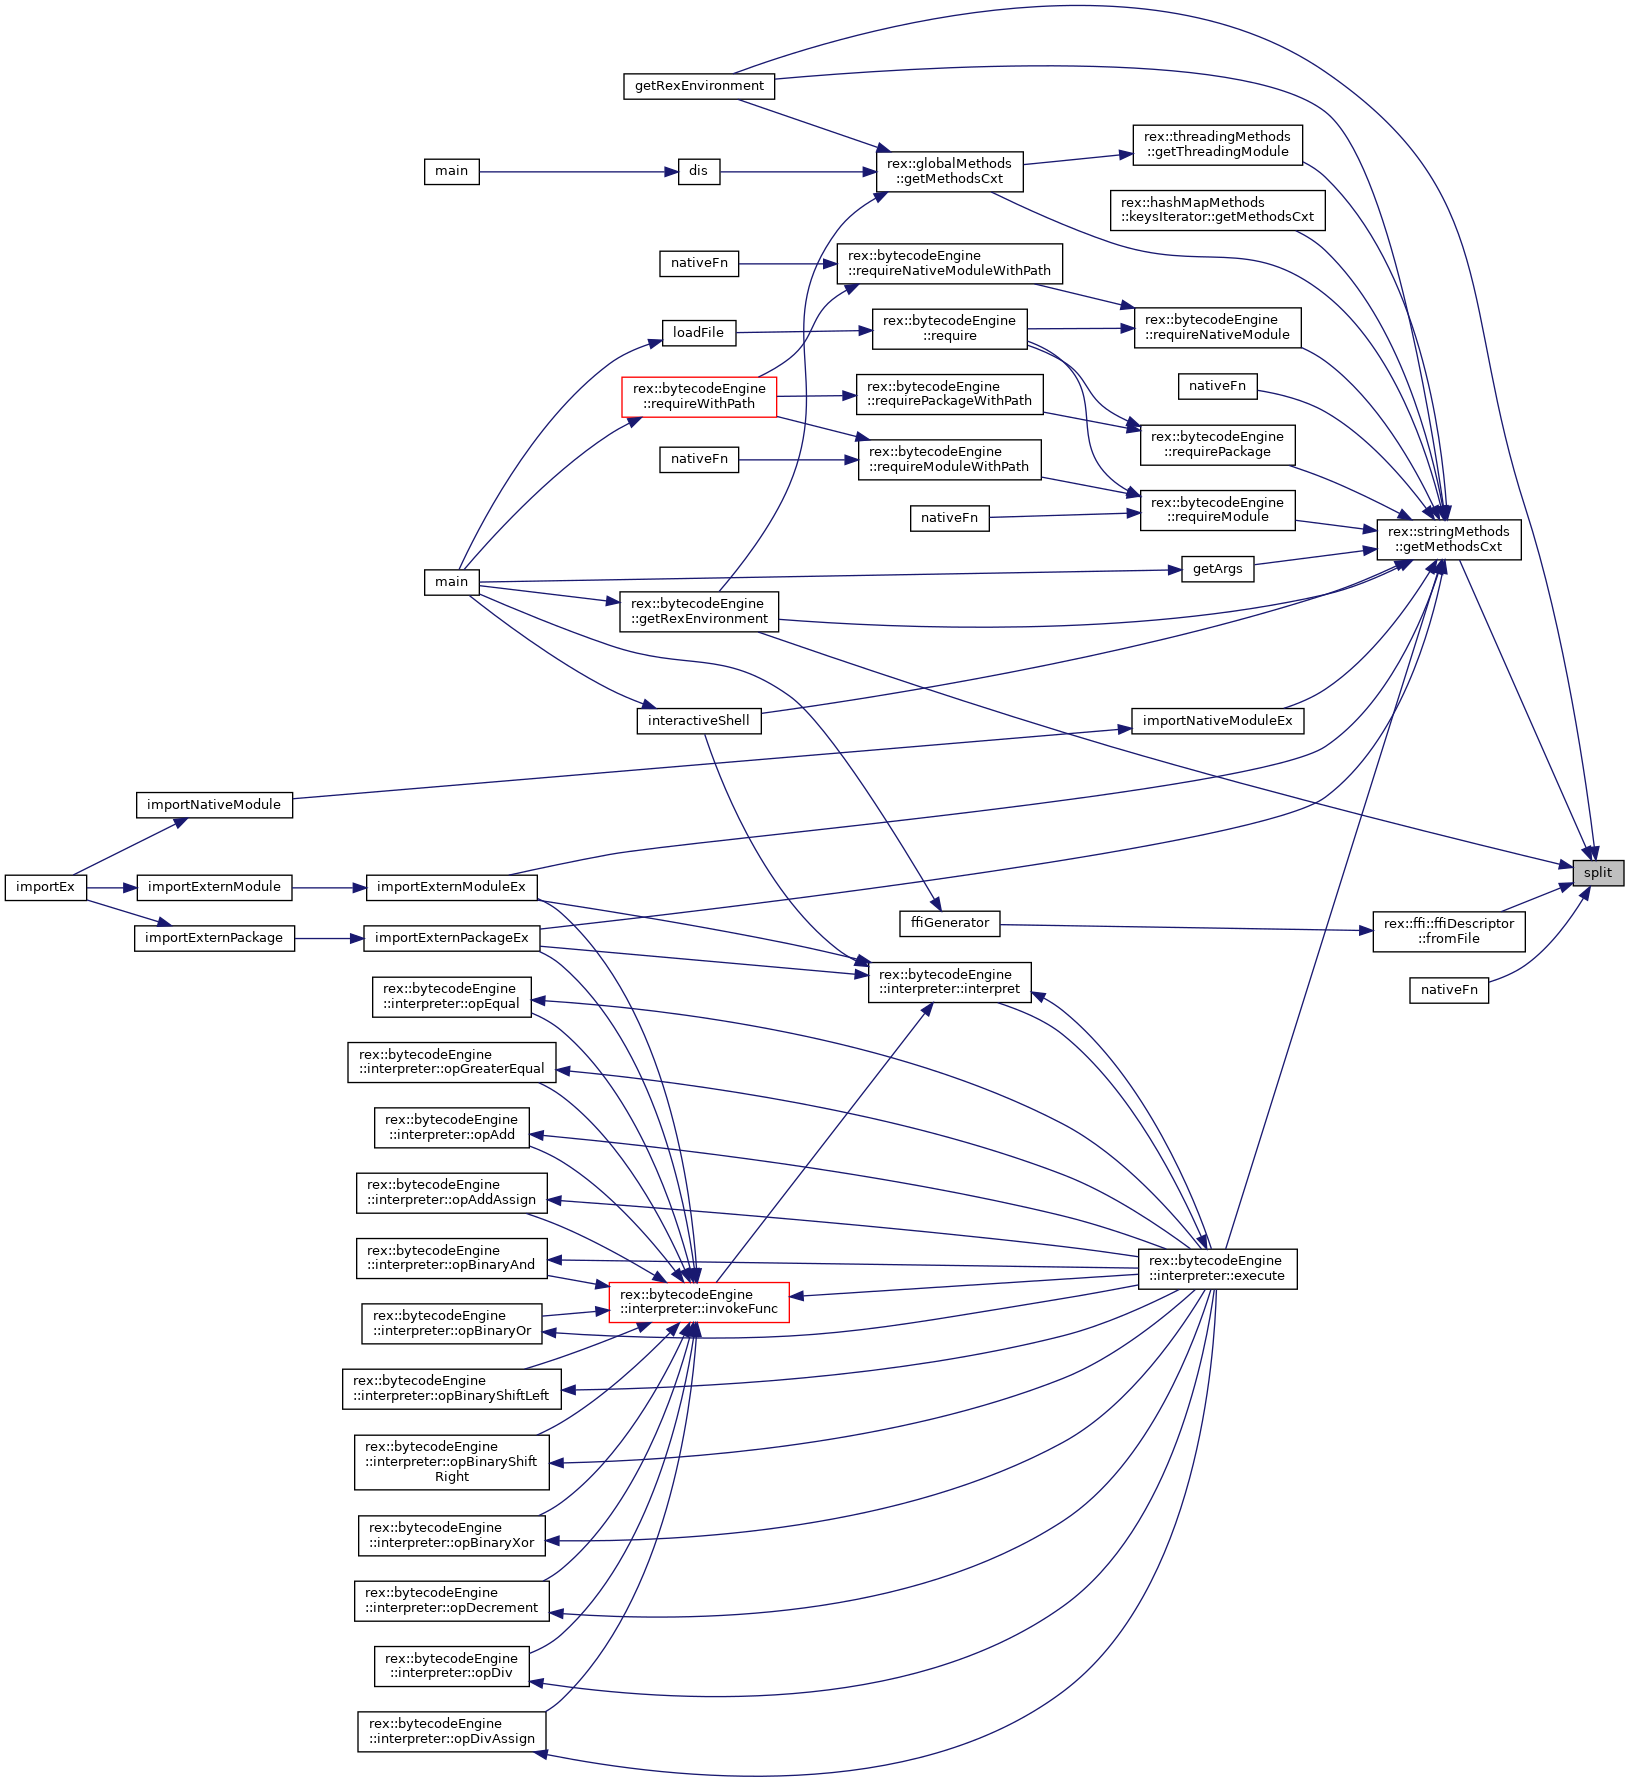 getRexEnvironment
rex::threadingMethods
::getThreadingModule
rex::globalMethods
::getMethodsCxt
main
dis
rex::hashMapMethods
::keysIterator::getMethodsCxt
rex::bytecodeEngine
::requireNativeModuleWithPath
nativeFn
rex::bytecodeEngine
::requireNativeModule
rex::bytecodeEngine
::require
loadFile
rex::bytecodeEngine
::requireWithPath
rex::bytecodeEngine
::requirePackageWithPath
nativeFn
rex::bytecodeEngine
::requirePackage
rex::bytecodeEngine
::requireModuleWithPath
nativeFn
rex::bytecodeEngine
::requireModule
nativeFn
rex::stringMethods
::getMethodsCxt
getArgs
main
rex::bytecodeEngine
::getRexEnvironment
interactiveShell
importNativeModuleEx
importNativeModule
split
importEx
importExternModule
importExternModuleEx
ffiGenerator
rex::ffi::ffiDescriptor
::fromFile
importExternPackage
importExternPackageEx
rex::bytecodeEngine
::interpreter::interpret
nativeFn
rex::bytecodeEngine
::interpreter::opEqual
rex::bytecodeEngine
::interpreter::opGreaterEqual
rex::bytecodeEngine
::interpreter::opAdd
rex::bytecodeEngine
::interpreter::opAddAssign
rex::bytecodeEngine
::interpreter::opBinaryAnd
rex::bytecodeEngine
::interpreter::execute
rex::bytecodeEngine
::interpreter::invokeFunc
rex::bytecodeEngine
::interpreter::opBinaryOr
rex::bytecodeEngine
::interpreter::opBinaryShiftLeft
rex::bytecodeEngine
::interpreter::opBinaryShift
Right
rex::bytecodeEngine
::interpreter::opBinaryXor
rex::bytecodeEngine
::interpreter::opDecrement
rex::bytecodeEngine
::interpreter::opDiv
rex::bytecodeEngine
::interpreter::opDivAssign